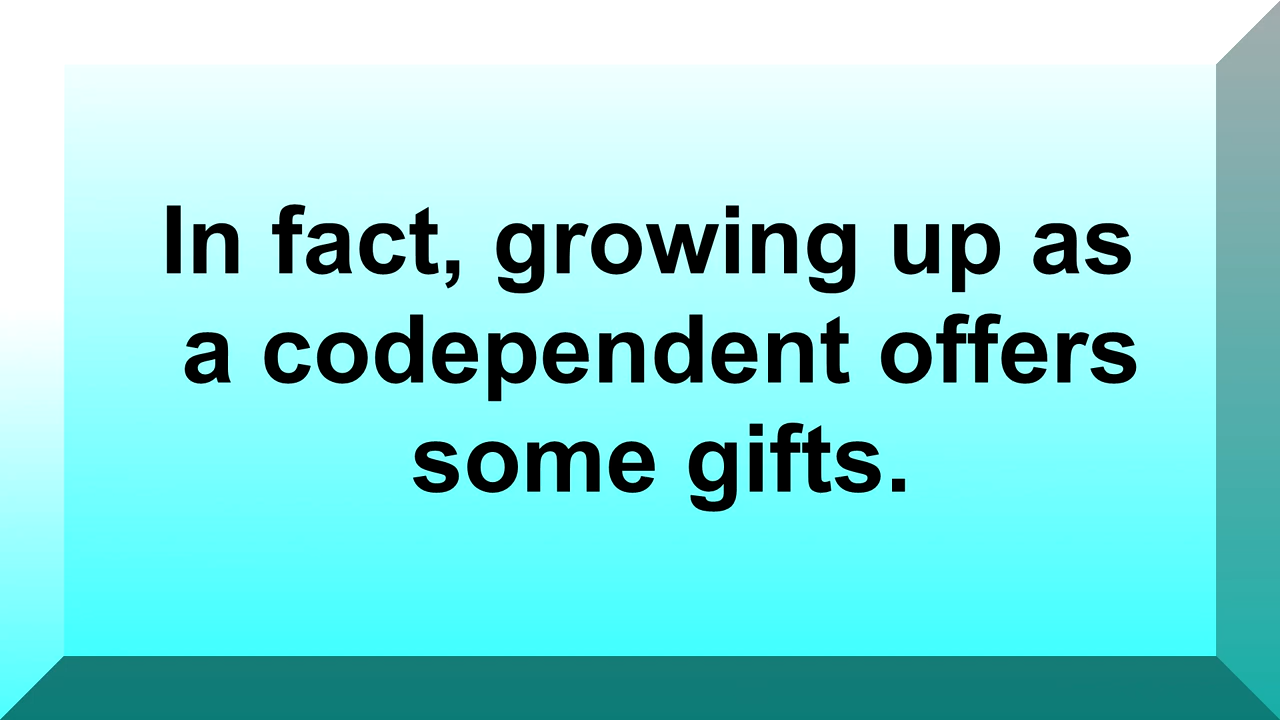 In fact, growing up as
a codependent offers
some gifts.